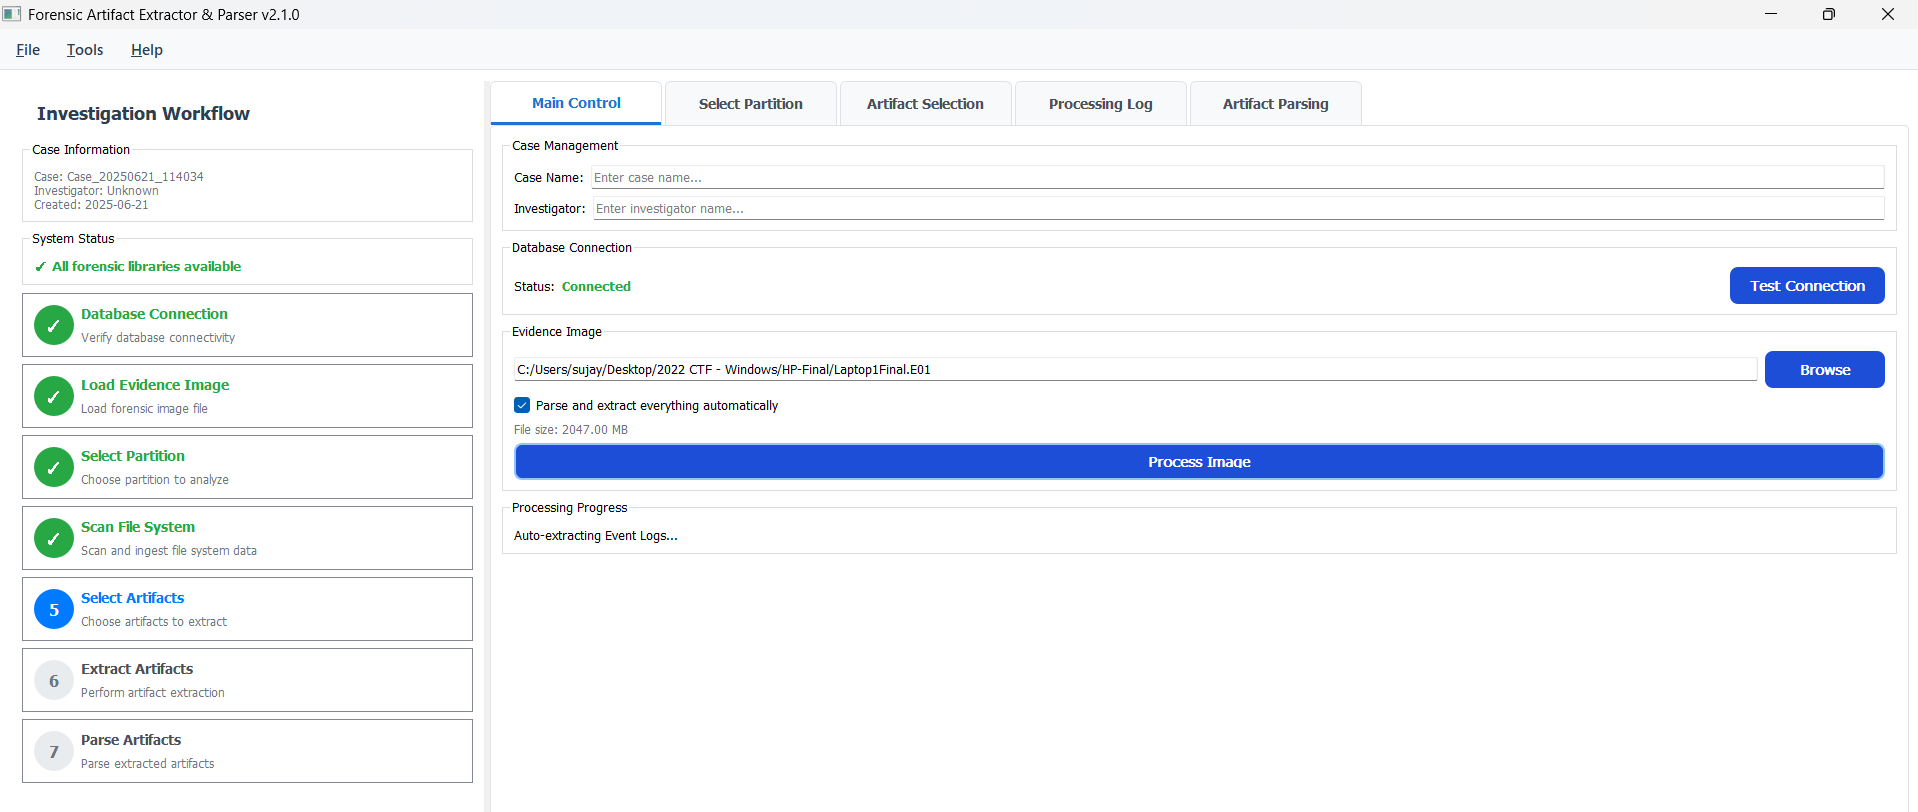 Forensic Artifact Extractor & Parser v2.1.0
File Tools Help
Investigation Workflow
Case Information
Case: Case_20250621_114034
Investigator: Unknown
Created: 2025-06-21
System Status
✓ All forensic libraries available
✓
Database Connection
Verify database connectivity
✓
Load Evidence Image
Load forensic image file
✓
Select Partition
Choose partition to analyze
✓
Scan File System
Scan and ingest file system data
5
Select Artifacts
Choose artifacts to extract
6
Extract Artifacts
Perform artifact extraction
7
Parse Artifacts
Parse extracted artifacts
Main Control
Select Partition
Artifact Selection
Processing Log
Artifact Parsing
Case Management
Case Name: Enter case name...
Investigator: Enter investigator name...
Database Connection
Status: Connected
Test Connection
Evidence Image
C:/Users/sujay/Desktop/2022 CTF - Windows/HP-Final/Laptop1Final.E01
Browse
Parse and extract everything automatically
File size: 2047.00 MB
Process Image
Processing Progress
Auto-extracting Event Logs...